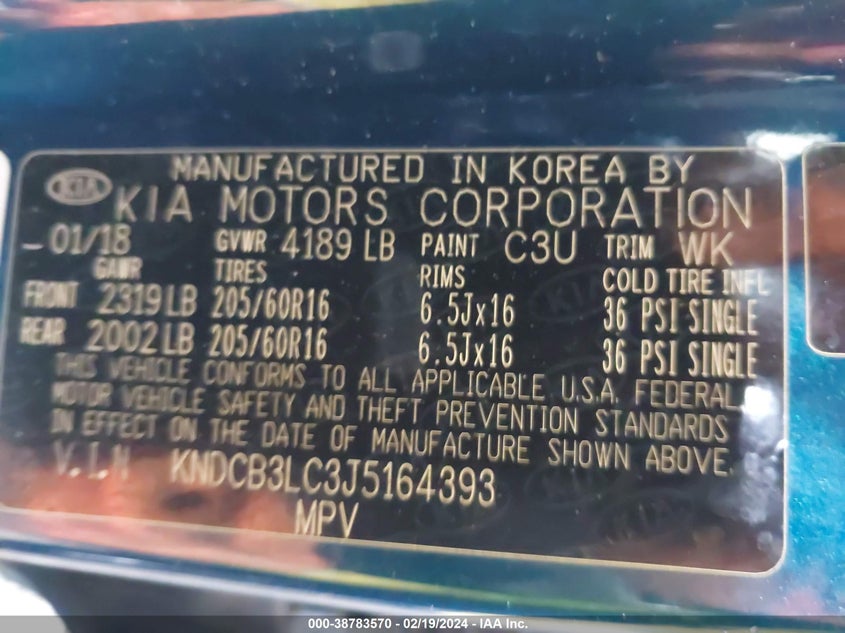 MANUFACTURED IN KOREA BY
KIA KIA MOTORS CORPORATION
01/18 GVWR 4189 LB PAINT C3U TRIM WK
GAWR TIRES RIMS COLD TIRE INFL
FRONT 2319 LB 205/60R16 6.5Jx16 36 PSI SINGLE
REAR 2002 LB 205/60R16 6.5Jx16 36 PSI SINGLE
THIS VEHICLE CONFORMS TO ALL APPLICABLE U.S.A. FEDERAL
MOTOR VEHICLE SAFETY AND THEFT PREVENTION STANDARDS
IN EFFECT ON THE DATE OF MANUFACTURE SHOWN ABOVE.
V.I.N KNDCB3LC3J5164393
MPV
000-38783570 / 02/19/2024 - IAA Inc.